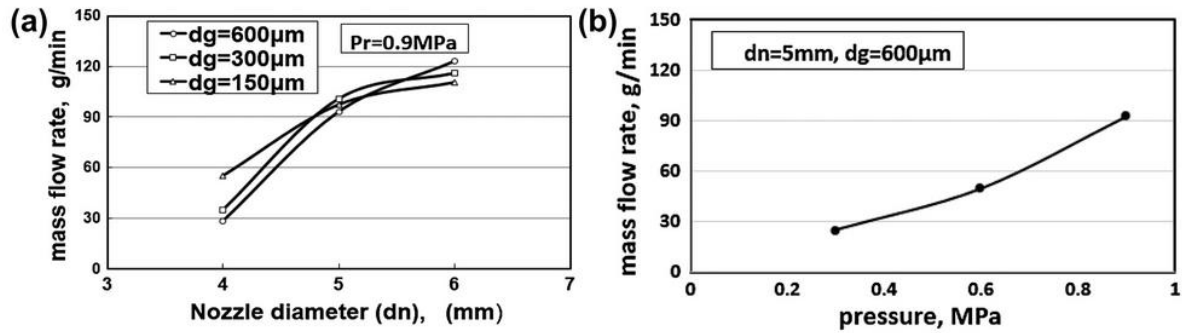 (a)
mass flow rate, g/min
150
120
90
60
30
0
dg=600μm
dg=300μm
dg=150μm
Pr=0.9MPa
3 4 5 6 7
Nozzle diameter (dn), (mm)
(b)
mass flow rate, g/min
150
120
90
60
30
0
dn=5mm, dg=600μm
0 0.2 0.4 0.6 0.8 1
pressure, MPa